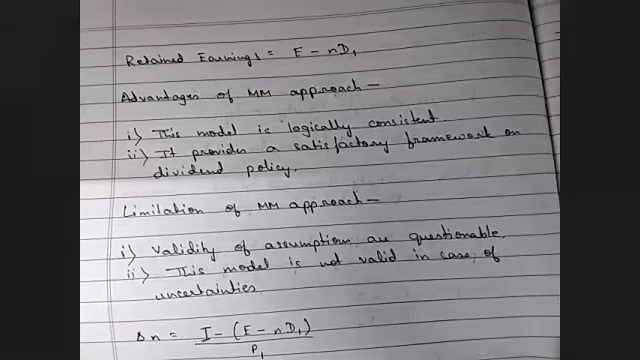 Retained Earnings = E - nD₁
Advantages of MM approach -
i) This model is logically consistent.
ii) It provides a satisfactory framework on
dividend policy.
Limitation of MM approach -
i) Validity of assumption are questionable.
ii) This model is not valid in case of
uncertainties
Δn = I - (E - nD₁)
P₁